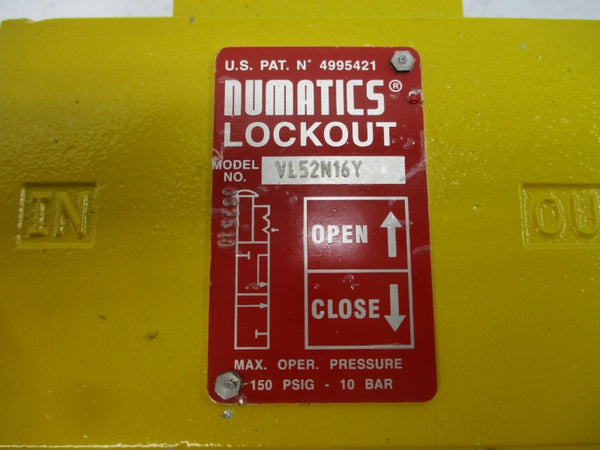 U.S. PAT. N° 4995421
NUMATICS®
LOCKOUT
MODEL NO. VL52N16Y A
IN
OU
OPEN
CLOSE
MAX. OPER. PRESSURE
150 PSIG - 10 BAR